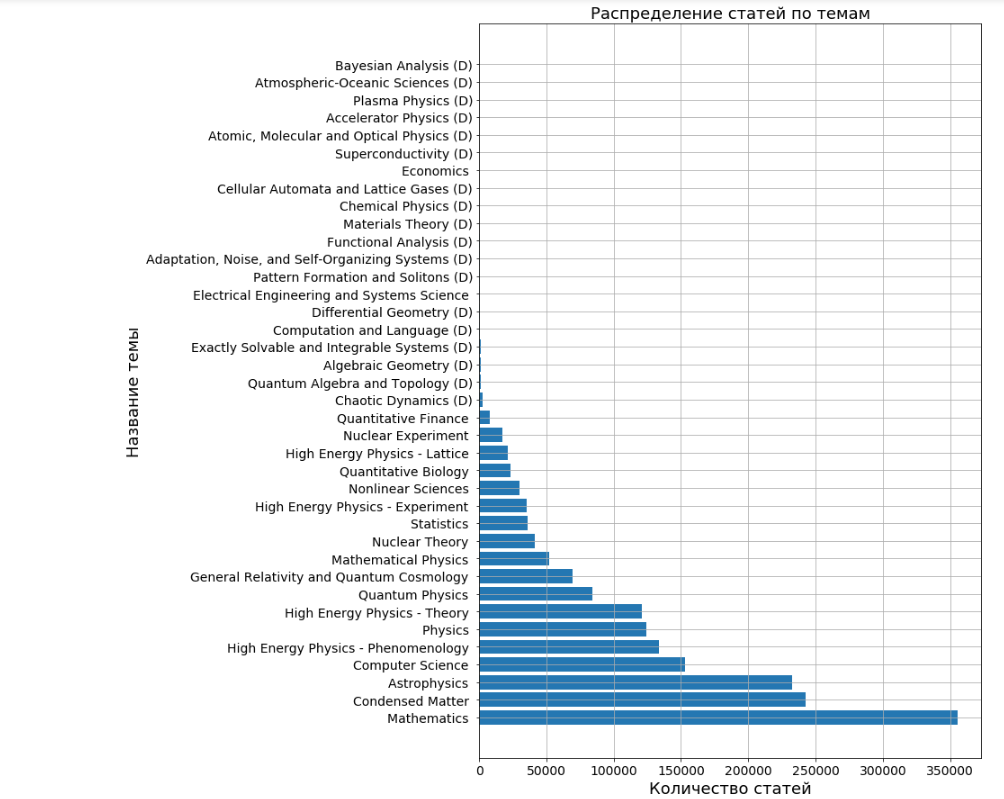 Распределение статей по темам
Bayesian Analysis (D)
Atmospheric-Oceanic Sciences (D)
Plasma Physics (D)
Accelerator Physics (D)
Atomic, Molecular and Optical Physics (D)
Superconductivity (D)
Economics
Cellular Automata and Lattice Gases (D)
Chemical Physics (D)
Materials Theory (D)
Functional Analysis (D)
Adaptation, Noise, and Self-Organizing Systems (D)
Pattern Formation and Solitons (D)
Electrical Engineering and Systems Science
Differential Geometry (D)
Computation and Language (D)
Exactly Solvable and Integrable Systems (D)
Algebraic Geometry (D)
Quantum Algebra and Topology (D)
Chaotic Dynamics (D)
Quantitative Finance
Nuclear Experiment
High Energy Physics - Lattice
Quantitative Biology
Nonlinear Sciences
High Energy Physics - Experiment
Statistics
Nuclear Theory
Mathematical Physics
General Relativity and Quantum Cosmology
Quantum Physics
High Energy Physics - Theory
Physics
High Energy Physics - Phenomenology
Computer Science
Astrophysics
Condensed Matter
Mathematics
Название темы
0 50000 100000 150000 200000 250000 300000 350000
Количество статей